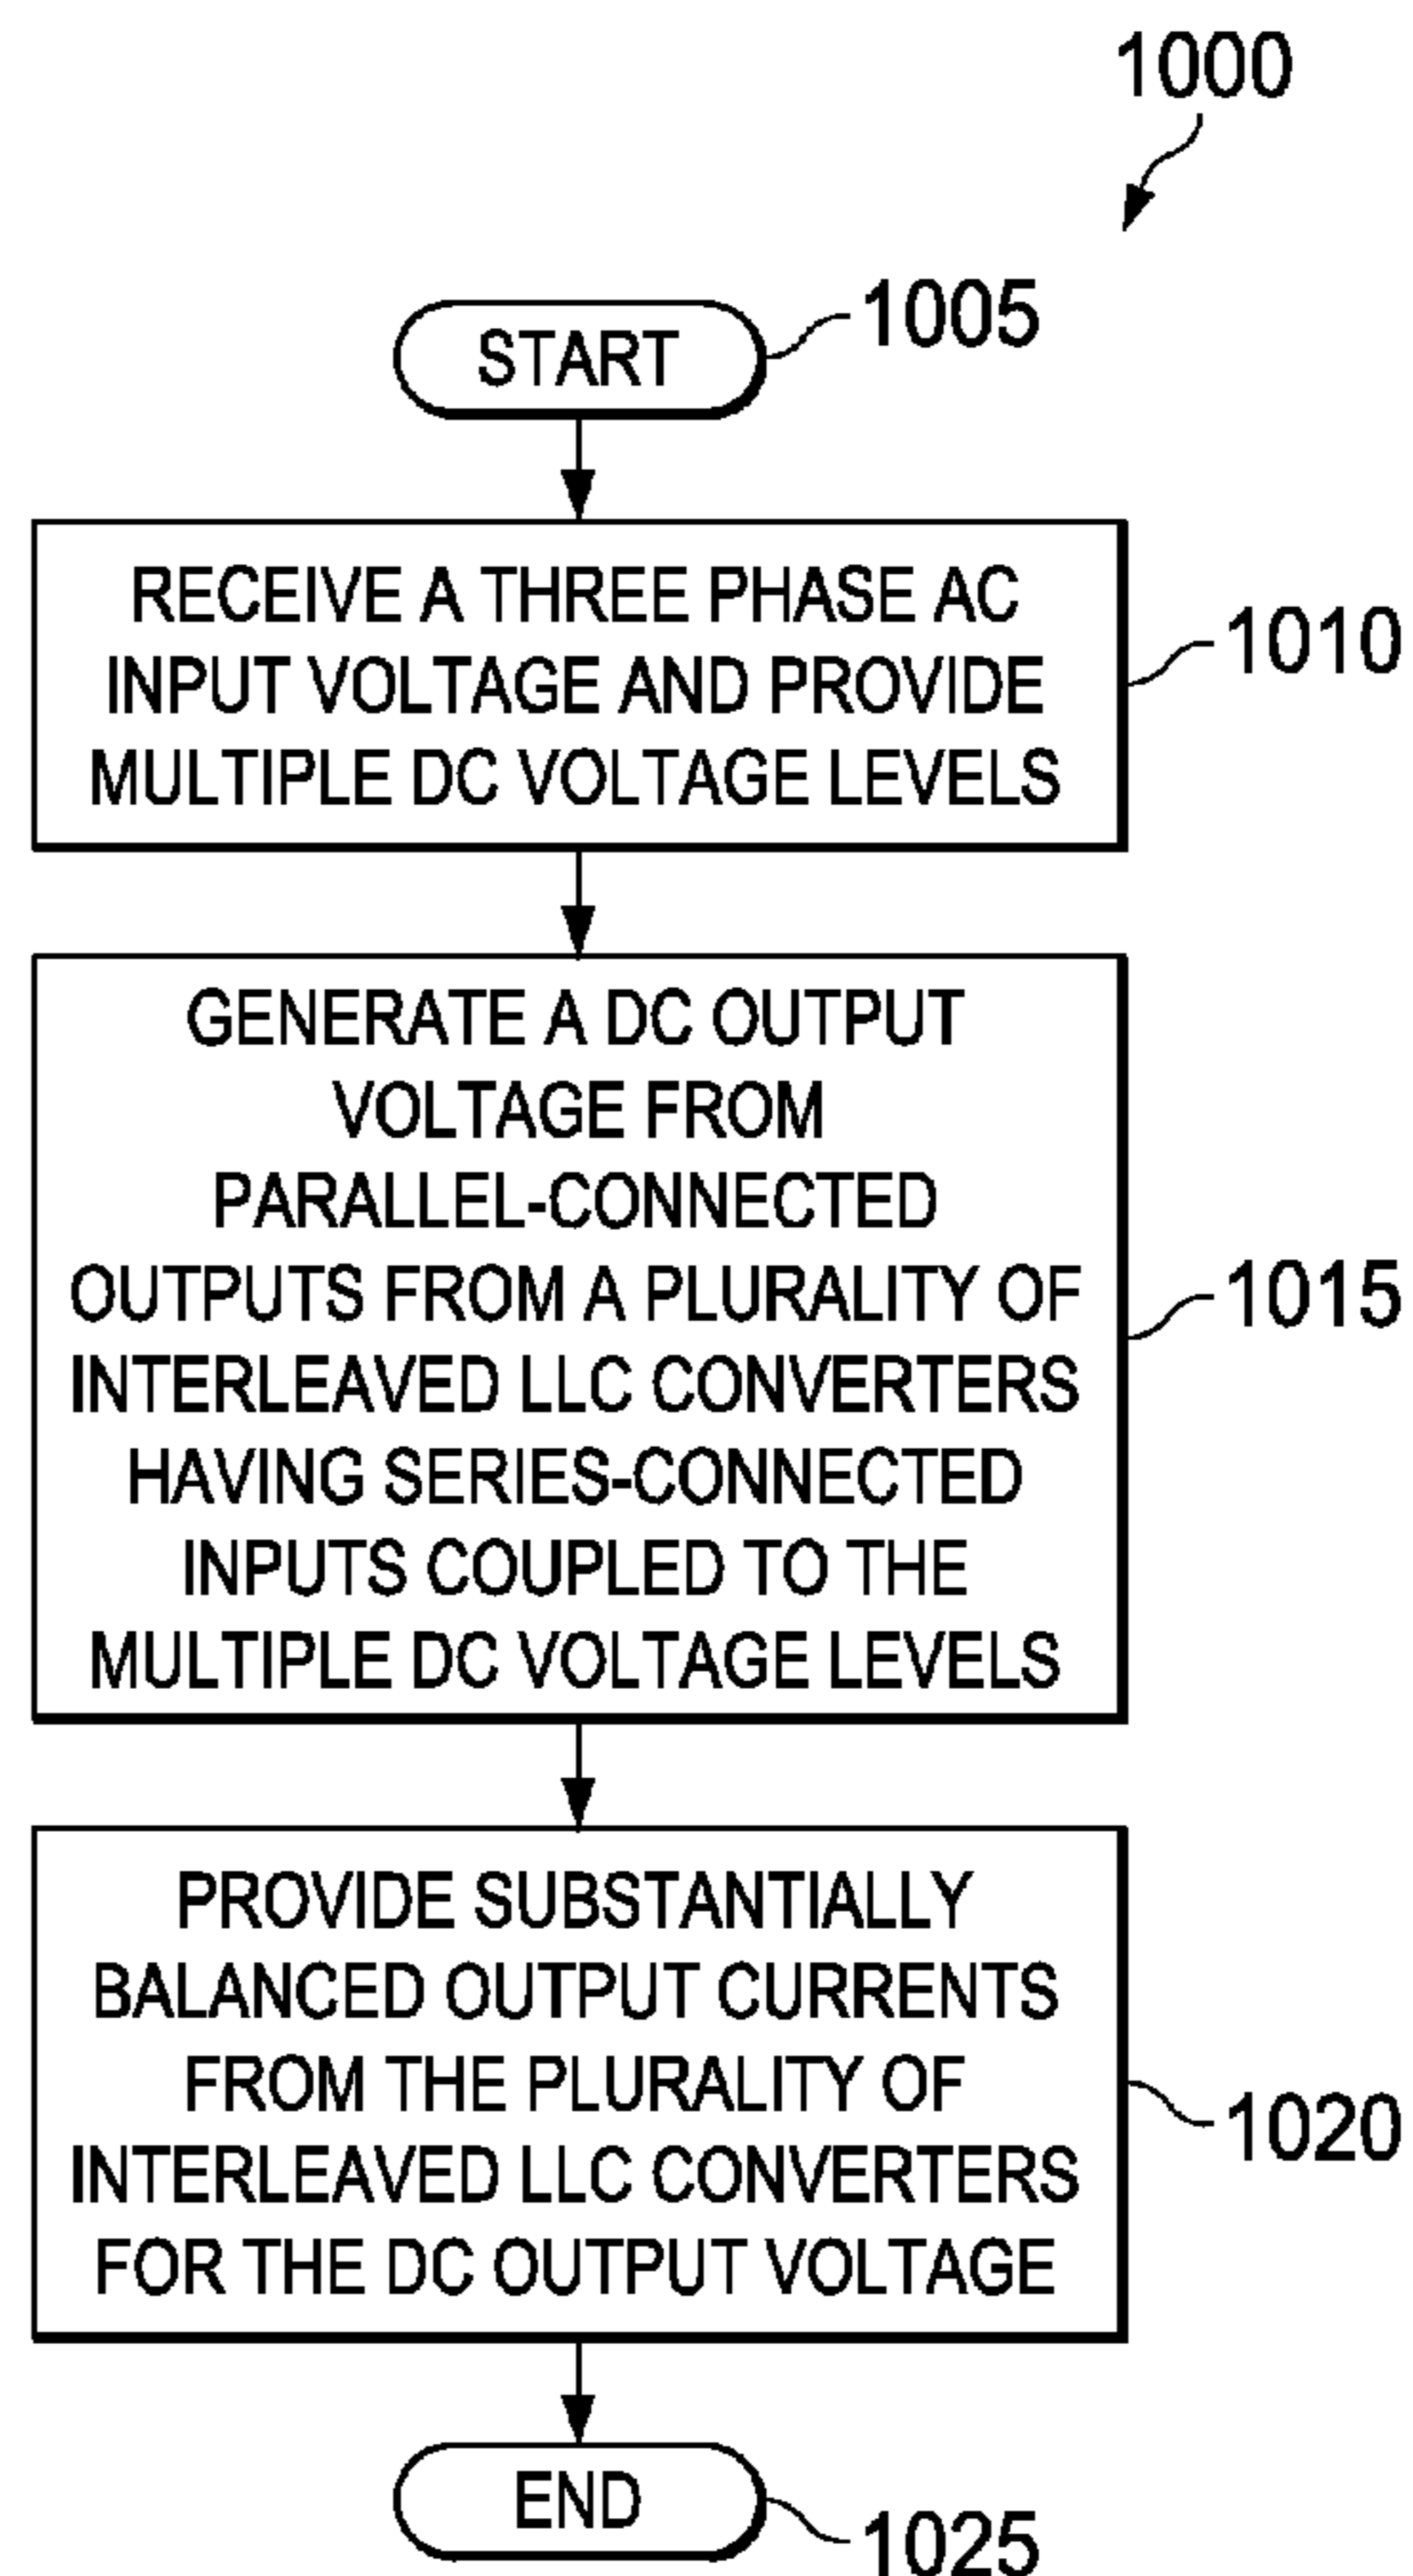 1000
START
1005
RECEIVE A THREE PHASE AC
INPUT VOLTAGE AND PROVIDE
MULTIPLE DC VOLTAGE LEVELS
1010
GENERATE A DC OUTPUT
VOLTAGE FROM
PARALLEL-CONNECTED
OUTPUTS FROM A PLURALITY OF
INTERLEAVED LLC CONVERTERS
HAVING SERIES-CONNECTED
INPUTS COUPLED TO THE
MULTIPLE DC VOLTAGE LEVELS
1015
PROVIDE SUBSTANTIALLY
BALANCED OUTPUT CURRENTS
FROM THE PLURALITY OF
INTERLEAVED LLC CONVERTERS
FOR THE DC OUTPUT VOLTAGE
1020
END
1025